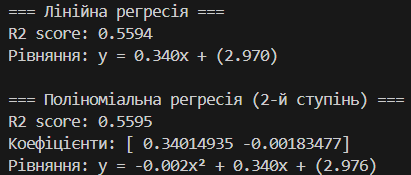 === Лінійна регресія ===
R2 score: 0.5594
Рівняння: y = 0.340x + (2.970)
=== Поліноміальна регресія (2-й ступінь) ===
R2 score: 0.5595
Коефіцієнти: [ 0.34014935 -0.00183477]
Рівняння: y = -0.002x² + 0.340x + (2.976)